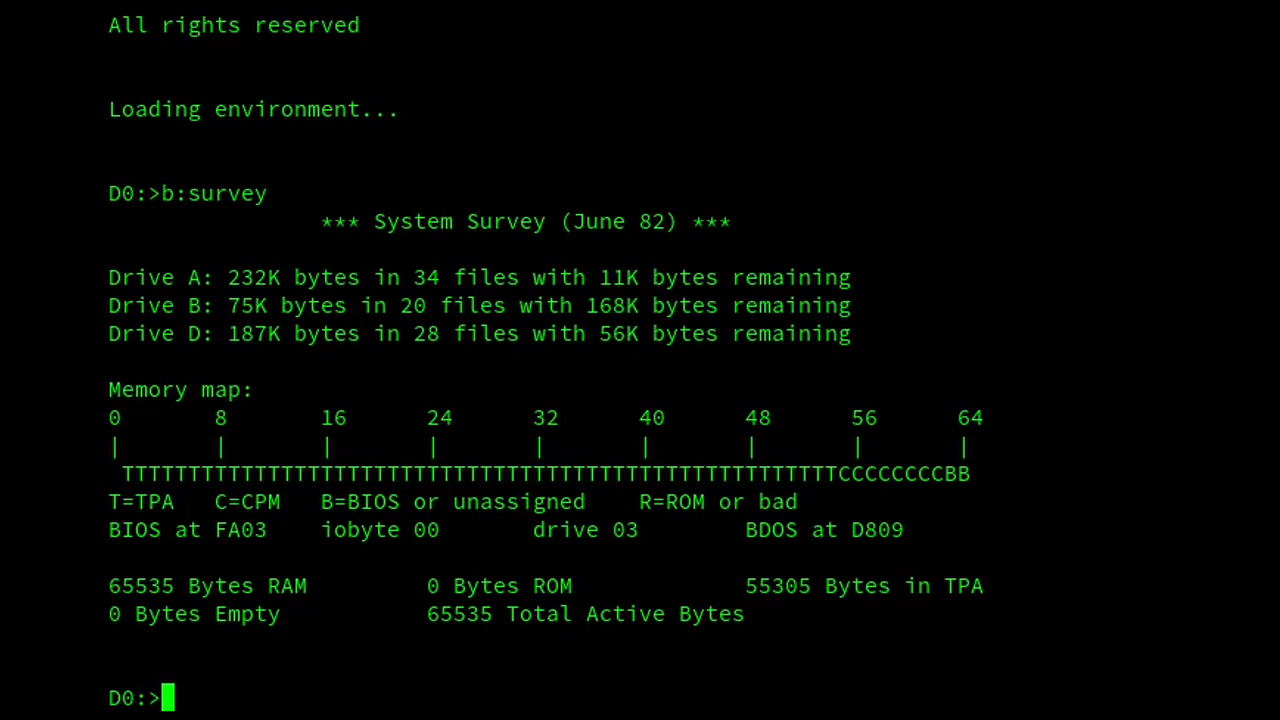 All rights reserved
Loading environment...
D0:>b:survey
*** System Survey (June 82) ***
Drive A: 232K bytes in 34 files with 11K bytes remaining
Drive B: 75K bytes in 20 files with 168K bytes remaining
Drive D: 187K bytes in 28 files with 56K bytes remaining
Memory map:
0       8       16      24      32      40      48      56      64
|       |       |       |       |       |       |       |       |
TTTTTTTTTTTTTTTTTTTTTTTTTTTTTTTTTTTTTTTTTTTTTTTTTTTTTTCCCCCCCCBB
T=TPA   C=CPM   B=BIOS or unassigned    R=ROM or bad
BIOS at FA03    iobyte 00       drive 03        BDOS at D809
65535 Bytes RAM         0 Bytes ROM             55305 Bytes in TPA
0 Bytes Empty           65535 Total Active Bytes
D0:>